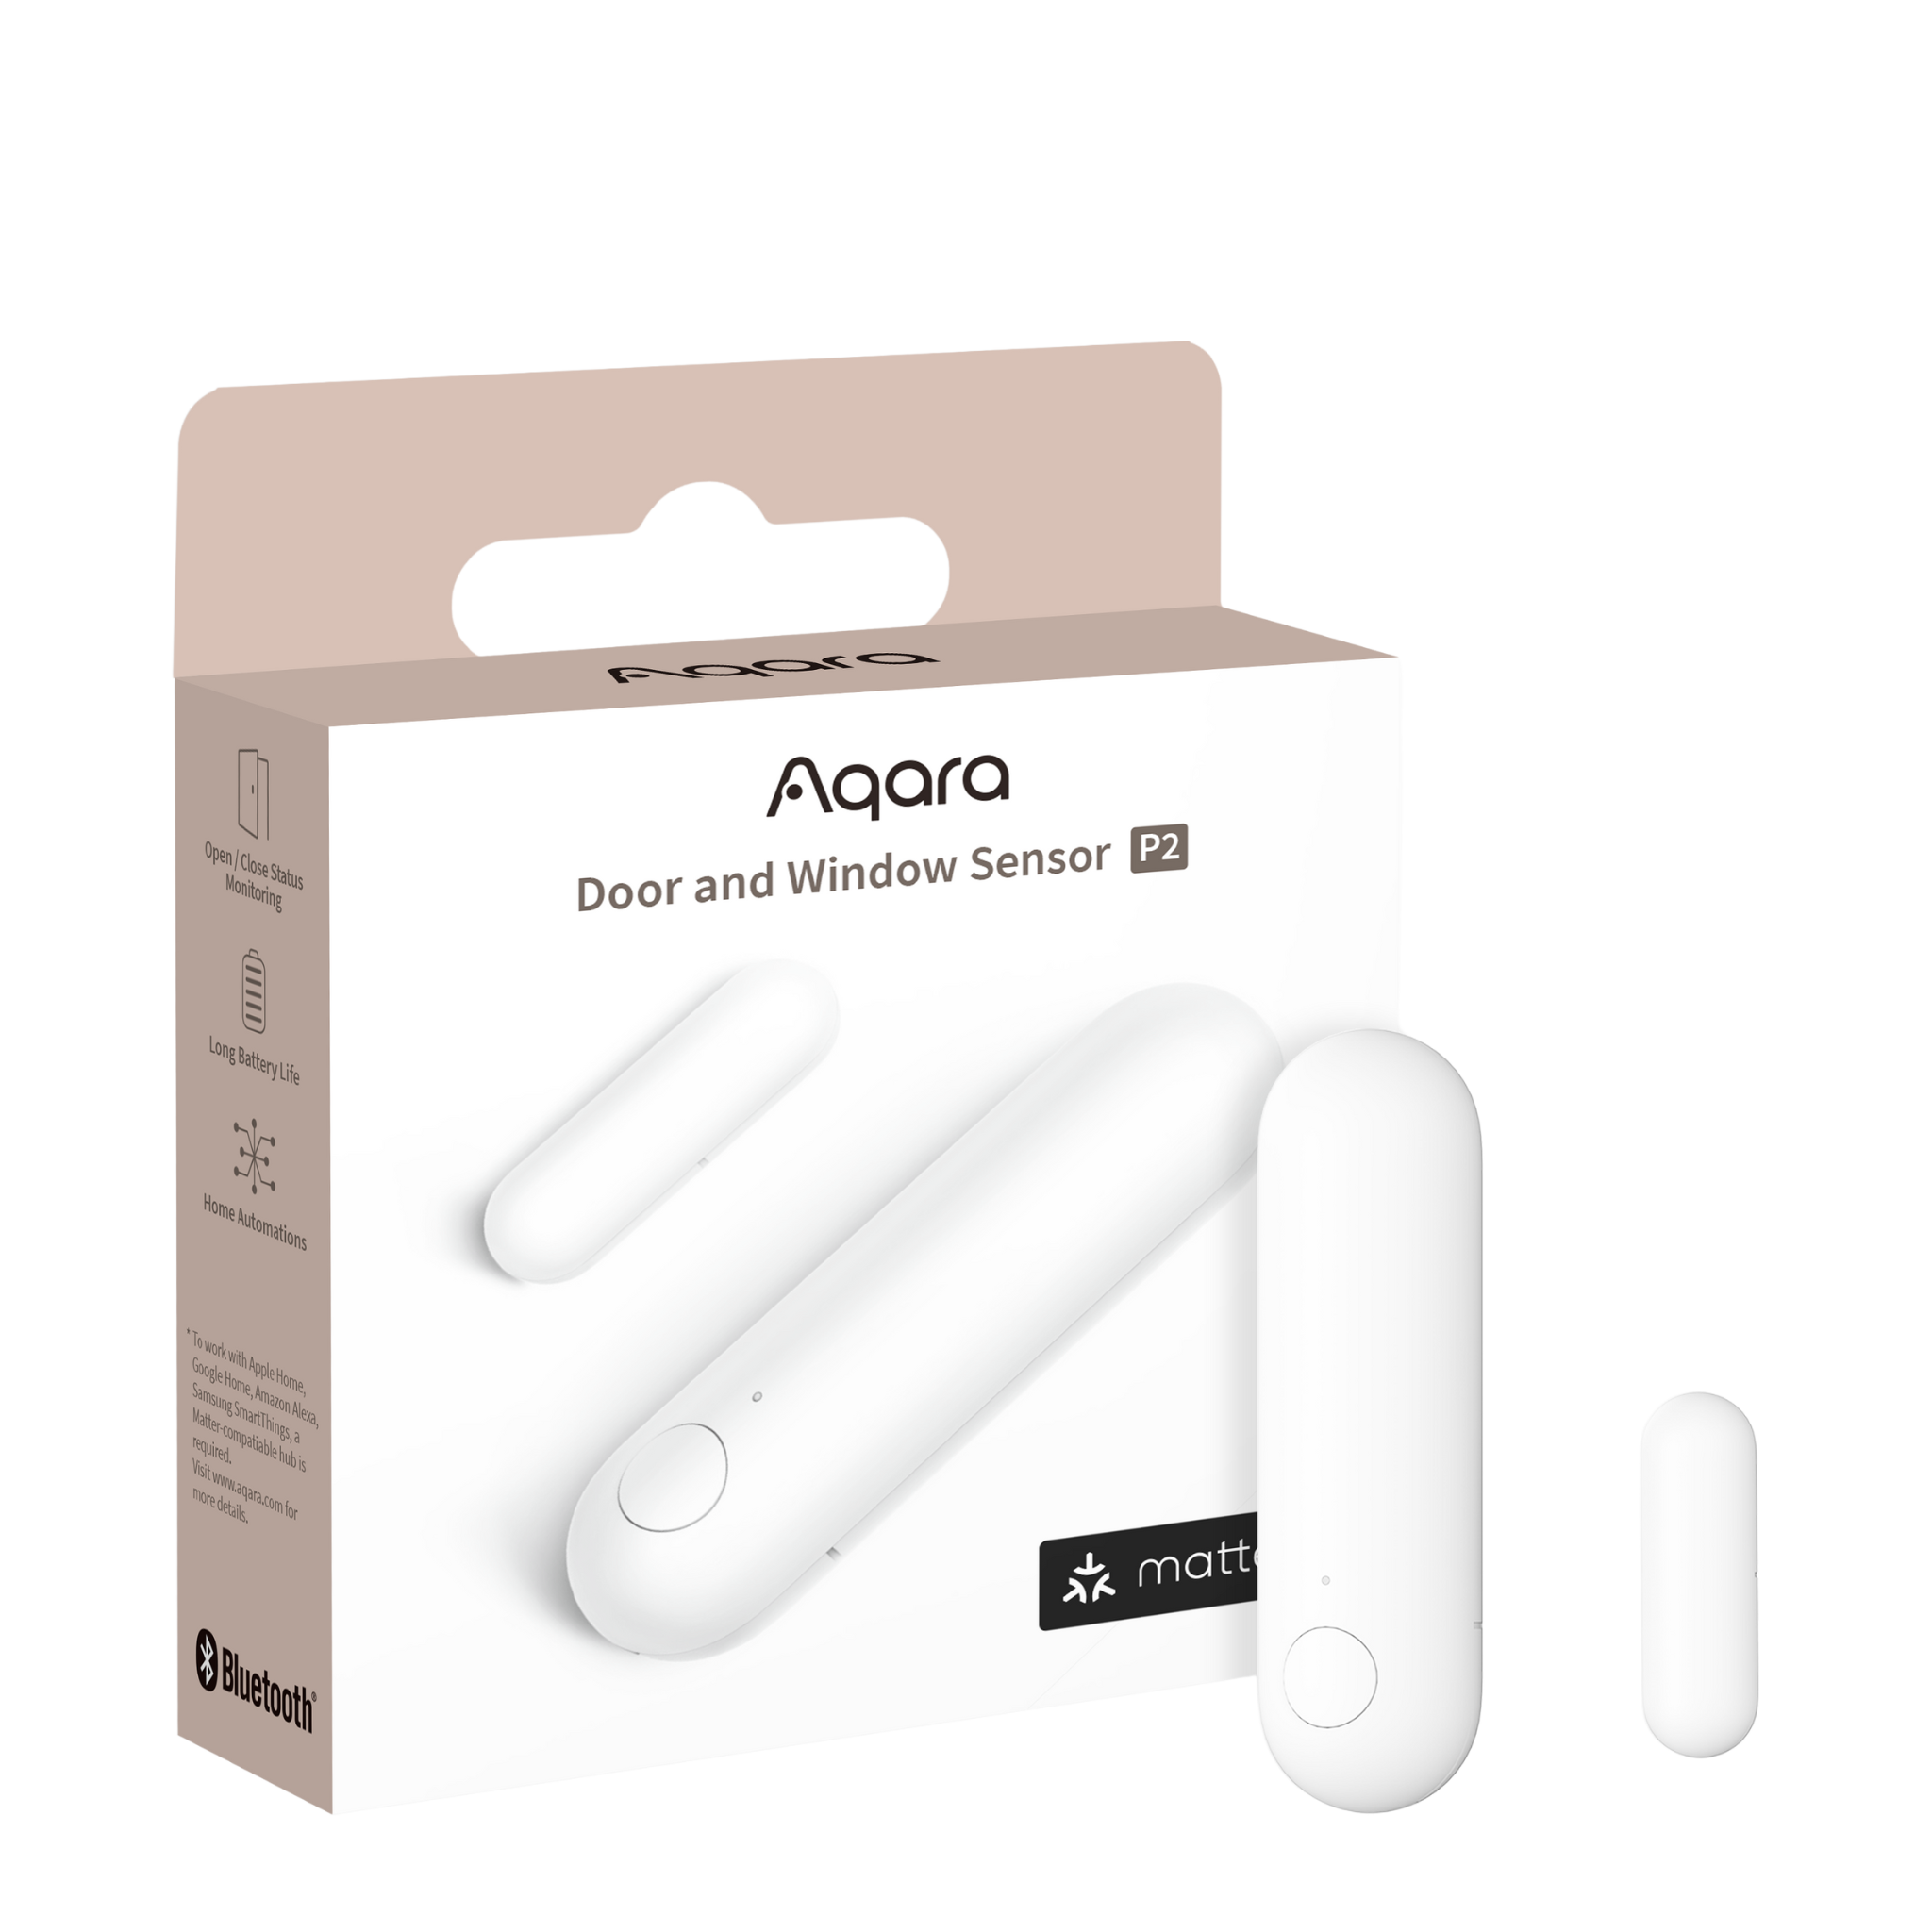 Aqara
Aqara
Door and Window Sensor P2
matte
Open / Close Status
Monitoring
Long Battery Life
Home Automations
* To work with Apple Home,
Google Home, Amazon Alexa,
Samsung SmartThings, a
Matter-compatiable hub is
required.
Visit www.aqara.com for
more details.
Bluetooth®